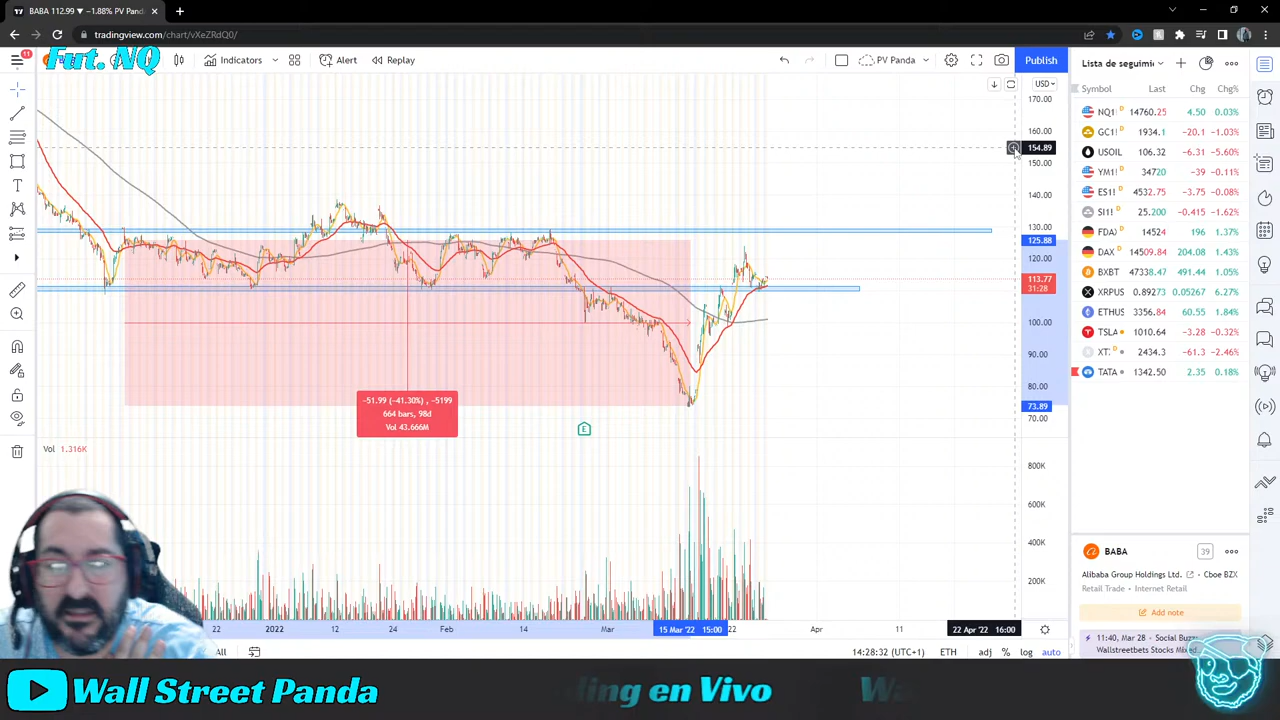 BABA 112.99 ▼ −1.88% PV Panda
tradingview.com/chart/vXeZRdQ0/
11
Fut. NQ
Indicators
Alert
Replay
PV Panda
Publish
USD
170.00
160.00
154.89
150.00
140.00
130.00
125.88
120.00
113.77
31:28
100.00
90.00
80.00
73.89
70.00
−51.99 (−41.30%) , −5199
664 bars, 98d
Vol 43.666M
E
Vol 1.316K
800K
600K
400K
200K
22
2022
12
24
Feb
14
Mar
15 Mar '22 15:00
22
Apr
11
22 Apr '22 16:00
All
14:28:32 (UTC+1)
ETH
adj
%
log
auto
Lista de seguimi
Symbol Last Chg Chg%
NQ1! D 14760.25 4.50 0.03%
GC1! D 1934.1 −20.1 −1.03%
USOIL 106.32 −6.31 −5.60%
YM1! D 34720 −39 −0.11%
ES1! D 4532.75 −3.75 −0.08%
SI1! D 25.200 −0.415 −1.62%
FDA D 14509 196 1.37%
DAX D 14509.84 204.08 1.43%
BXBT 47338.47 491.44 1.05%
XRPUS 0.89273 0.05267 6.27%
ETHUS 3356.84 60.55 1.84%
TSLA 1010.64 −3.28 −0.32%
XT: 2434.3 −61.3 −2.46%
TATA 1342.50 2.35 0.18%
BABA
39
Alibaba Group Holdings Ltd. Cboe BZX
Retail Trade • Internet Retail
Add note
11:40, Mar 28 • Social Buzz:
Wallstreetbets Stocks Mixed
Wall Street Panda
ding en Vivo
Wa